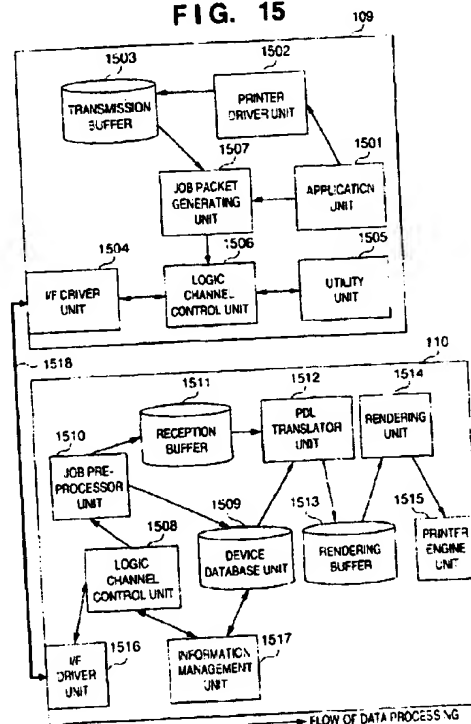 FIG. 15
109
1503
1502
TRANSMISSION
BUFFER
PRINTER
DRIVER UNIT
1507
1501
JOB PACKET
GENERATING
UNIT
APPLICATION
UNIT
1504
1506
1505
I/F DRIVER
UNIT
LOGIC
CHANNEL
CONTROL UNIT
UTILITY
UNIT
1518
110
1511
1512
1514
1510
RECEPTION
BUFFER
PDL
TRANSLATOR
UNIT
RENDERING
UNIT
JOB PRE-
PROCESSOR
UNIT
1508
1509
1513
1515
LOGIC
CHANNEL
CONTROL UNIT
DEVICE
DATABASE UNIT
RENDERING
BUFFER
PRINTER
ENGINE
UNIT
1516
1517
I/F
DRIVER
UNIT
INFORMATION
MANAGEMENT
UNIT
FLOW OF DATA PROCESSING